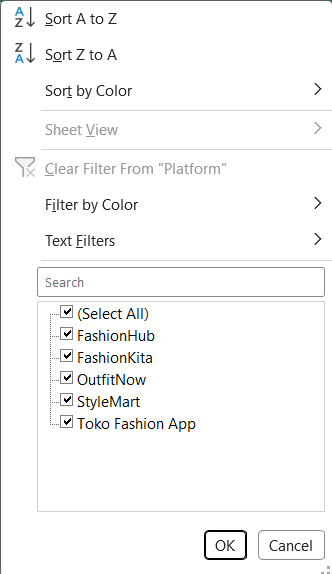 Sort A to Z
Sort Z to A
Sort by Color
Sheet View
Clear Filter From "Platform"
Filter by Color
Text Filters
Search
(Select All)
FashionHub
FashionKita
OutfitNow
StyleMart
Toko Fashion App
OK Cancel